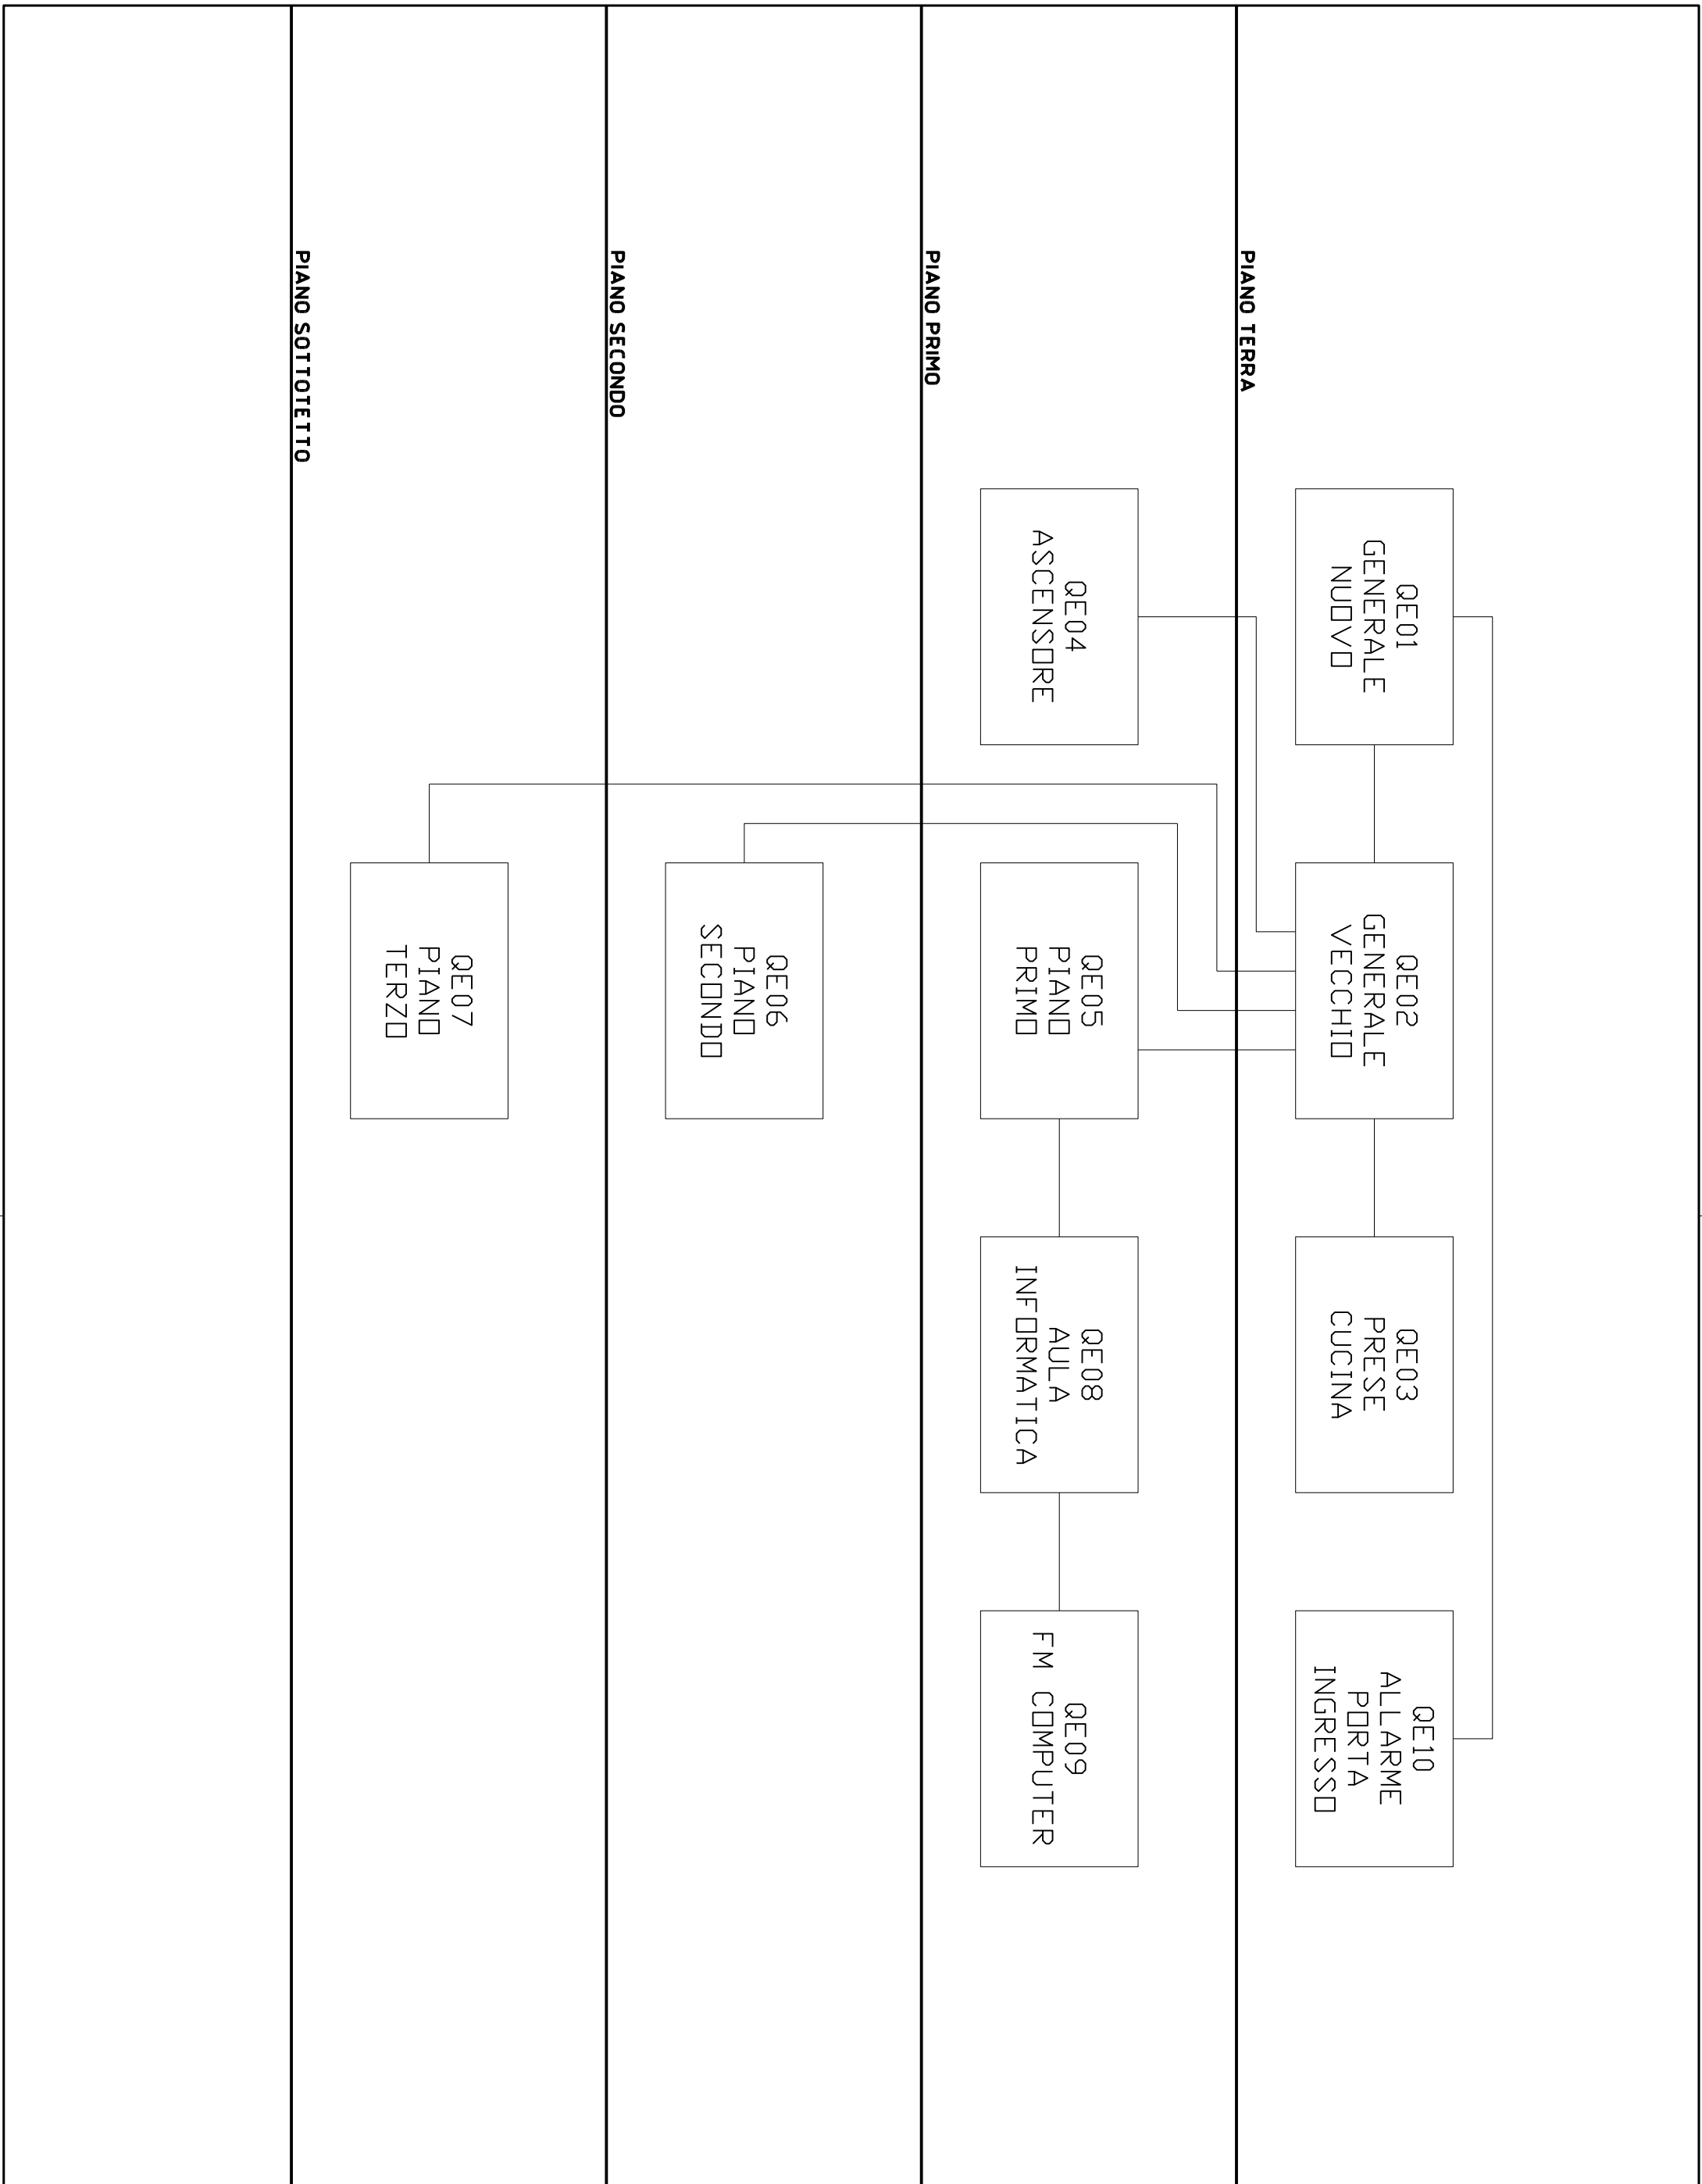 QE01
GENERALE
NUOVO
QE02
GENERALE
VECCHIO
QE03
PRESE
CUCINA
QE10
ALLARME
PORTA
INGRESSO
PIANO TERRA
QE04
ASCENSORE
QE05
PIANO
PRIMO
QE08
AULA
INFORMATICA
QE09
FM COMPUTER
PIANO PRIMO
QE06
PIANO
SECONDO
PIANO SECONDO
QE07
PIANO
TERZO
PIANO SOTTOTETTO